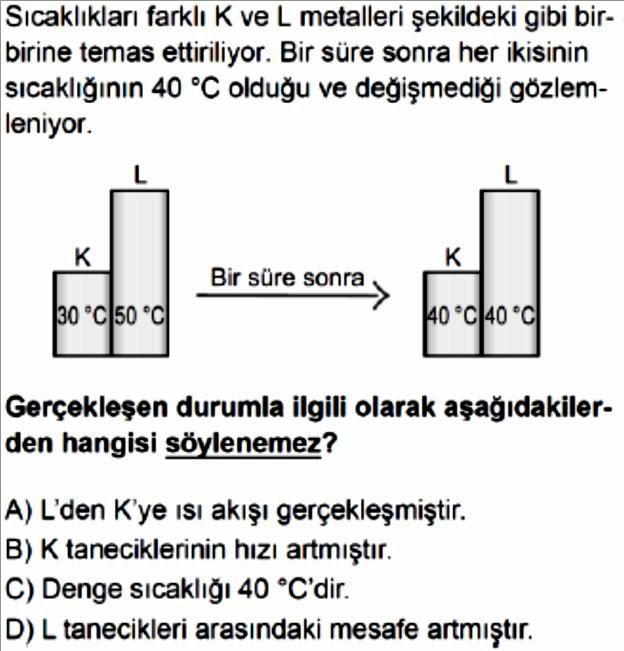 Sıcaklıkları farklı K ve L metalleri şekildeki gibi bir-
birine temas ettiriliyor. Bir süre sonra her ikisinin
sıcaklığının 40 °C olduğu ve değişmediği gözlem-
leniyor.
L
K
30 °C 50 °C
Bir süre sonra
L
K
40 °C 40 °C
Gerçekleşen durumla ilgili olarak aşağıdakiler-
den hangisi söylenemez?
A) L'den K'ye ısı akışı gerçekleşmiştir.
B) K taneciklerinin hızı artmıştır.
C) Denge sıcaklığı 40 °C'dir.
D) L tanecikleri arasındaki mesafe artmıştır.